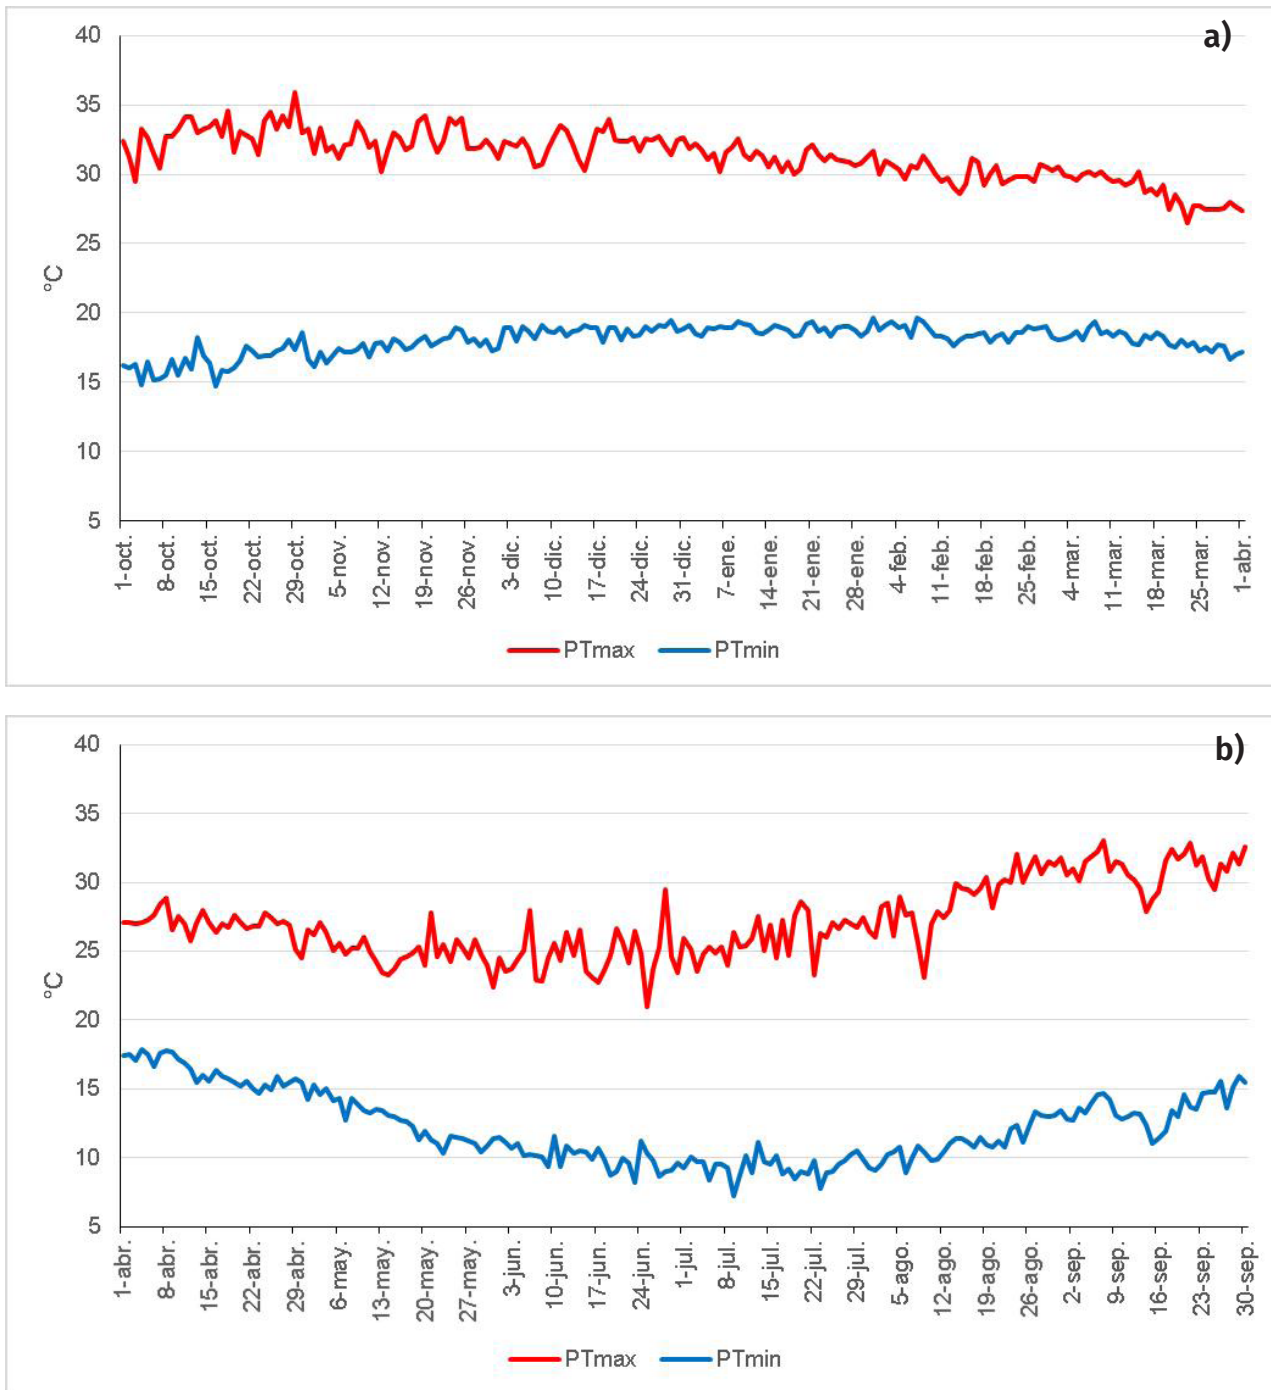 a)
40
35
30
25
20
15
10
5
°C
1-oct.
8-oct.
15-oct.
22-oct.
29-oct.
5-nov.
12-nov.
19-nov.
26-nov.
3-dic.
10-dic.
17-dic.
24-dic.
31-dic.
7-ene.
14-ene.
21-ene.
28-ene.
4-feb.
11-feb.
18-feb.
25-feb.
4-mar.
11-mar.
18-mar.
25-mar.
1-abr.
PTmax PTmin
b)
40
35
30
25
20
15
10
5
°C
1-abr.
8-abr.
15-abr.
22-abr.
29-abr.
6-may.
13-may.
20-may.
27-may.
3-jun.
10-jun.
17-jun.
24-jun.
1-jul.
8-jul.
15-jul.
22-jul.
29-jul.
5-ago.
12-ago.
19-ago.
26-ago.
2-sep.
9-sep.
16-sep.
23-sep.
30-sep.
PTmax PTmin